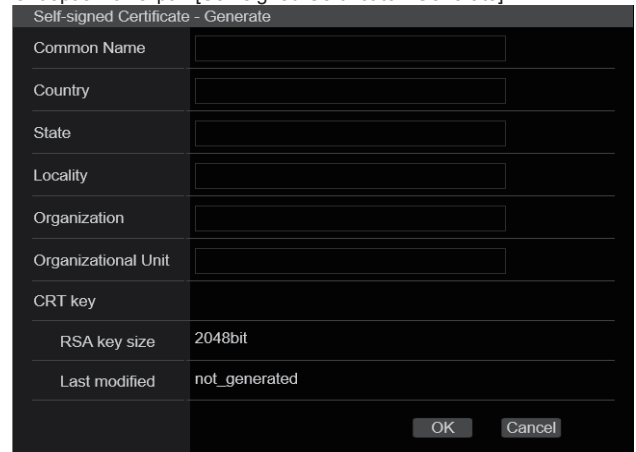 Self-signed Certificate - Generate
Common Name
Country
State
Locality
Organization
Organizational Unit
CRT key
RSA key size 2048bit
Last modified not_generated
OK Cancel